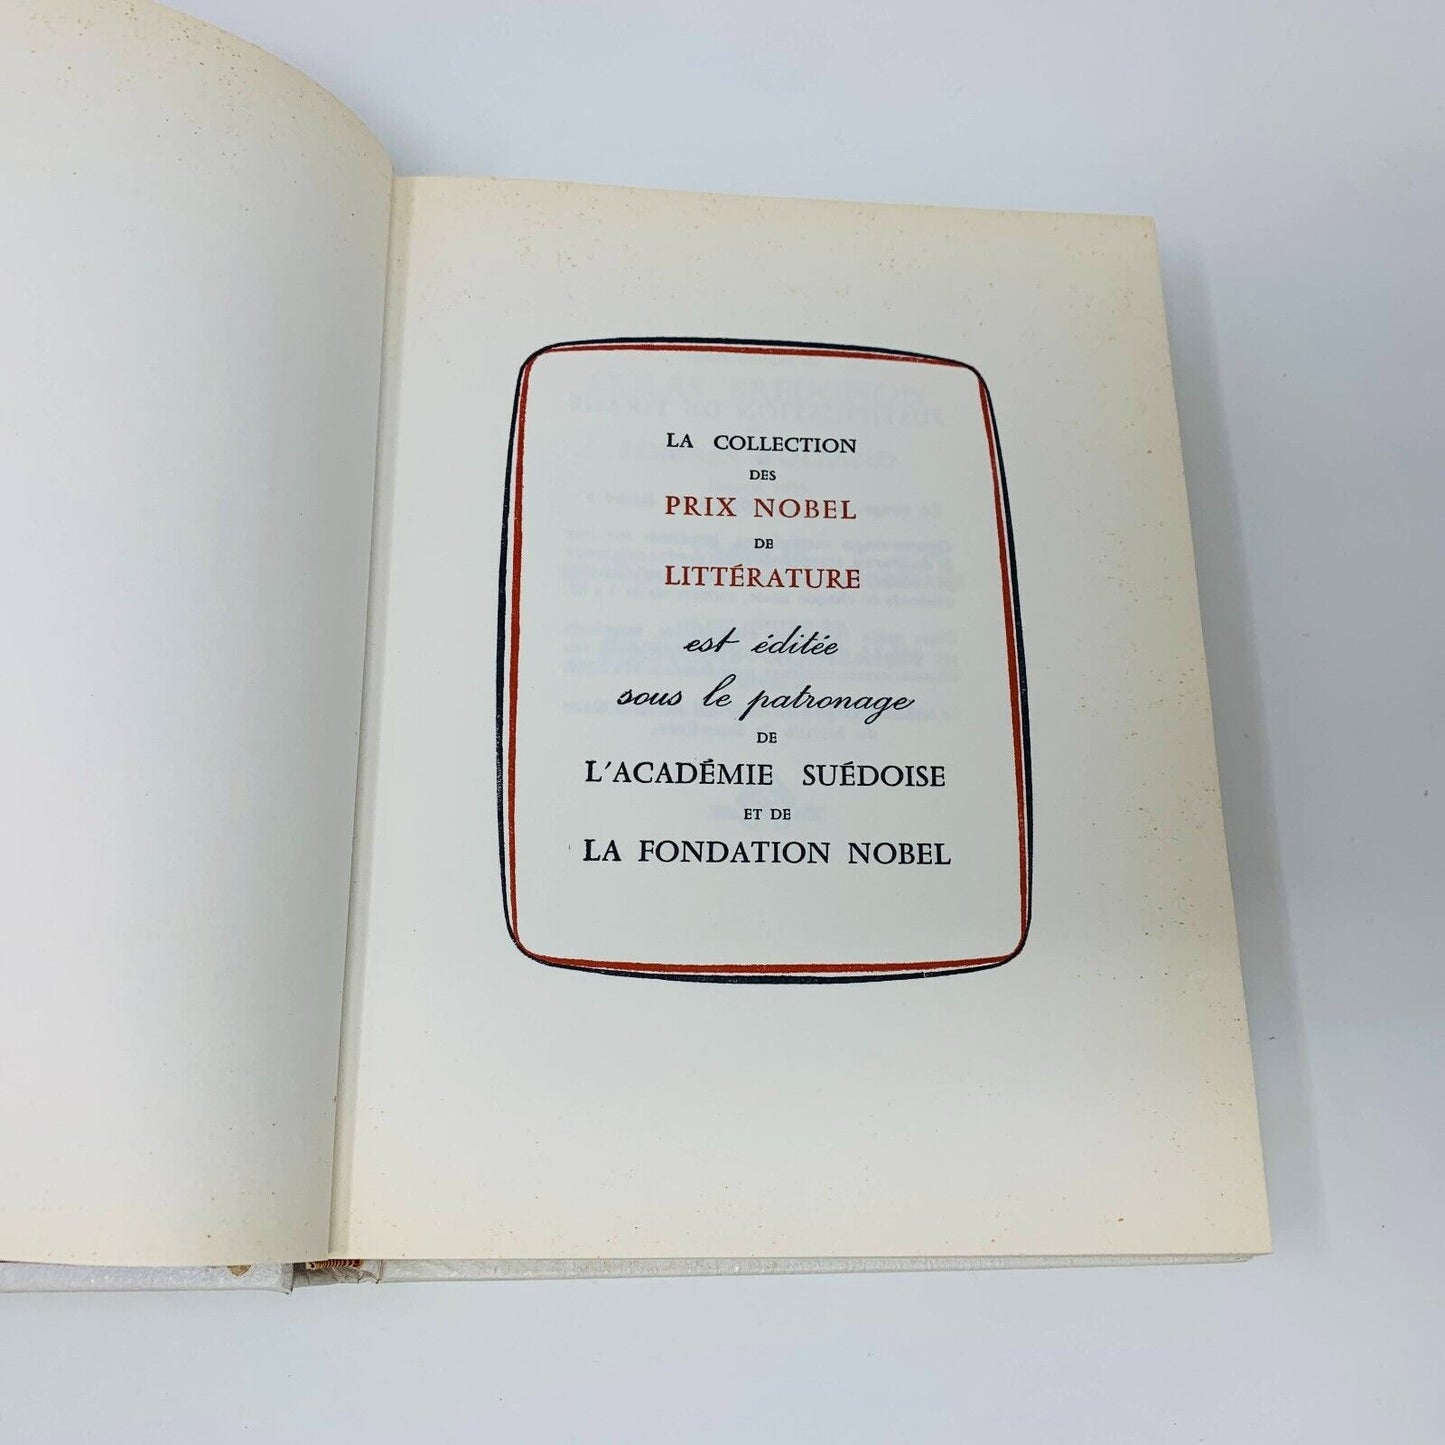 LA COLLECTION
DES
PRIX NOBEL
DE
LITTÉRATURE
est éditée
sous le patronage
DE
L'ACADÉMIE SUÉDOISE
ET DE
LA FONDATION NOBEL